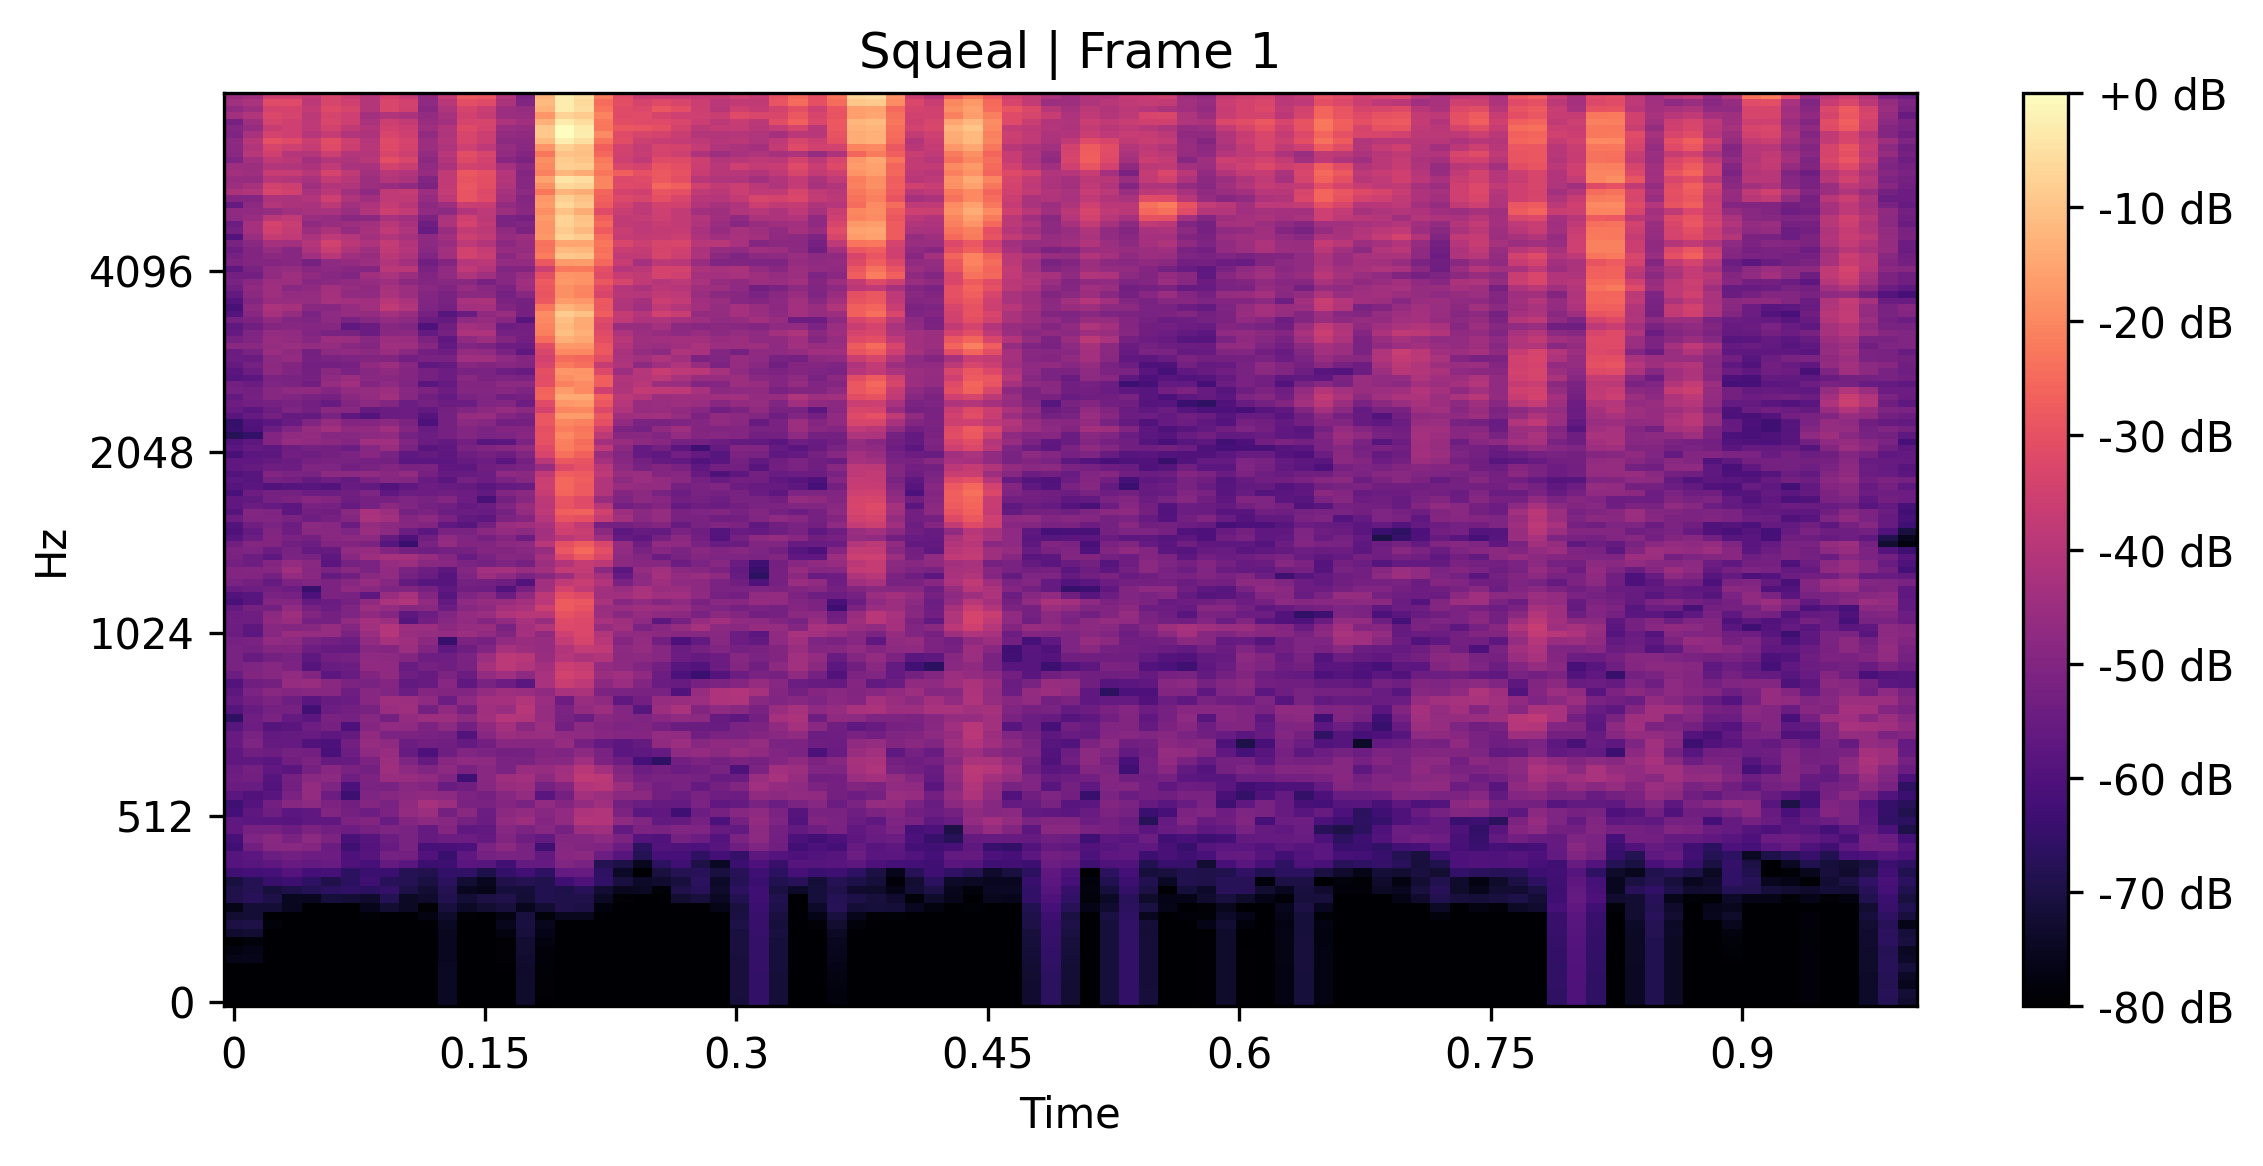 Squeal | Frame 1
+0 dB
-10 dB
-20 dB
-30 dB
-40 dB
-50 dB
-60 dB
-70 dB
-80 dB
Hz
4096
2048
1024
512
0
0 0.15 0.3 0.45 0.6 0.75 0.9
Time